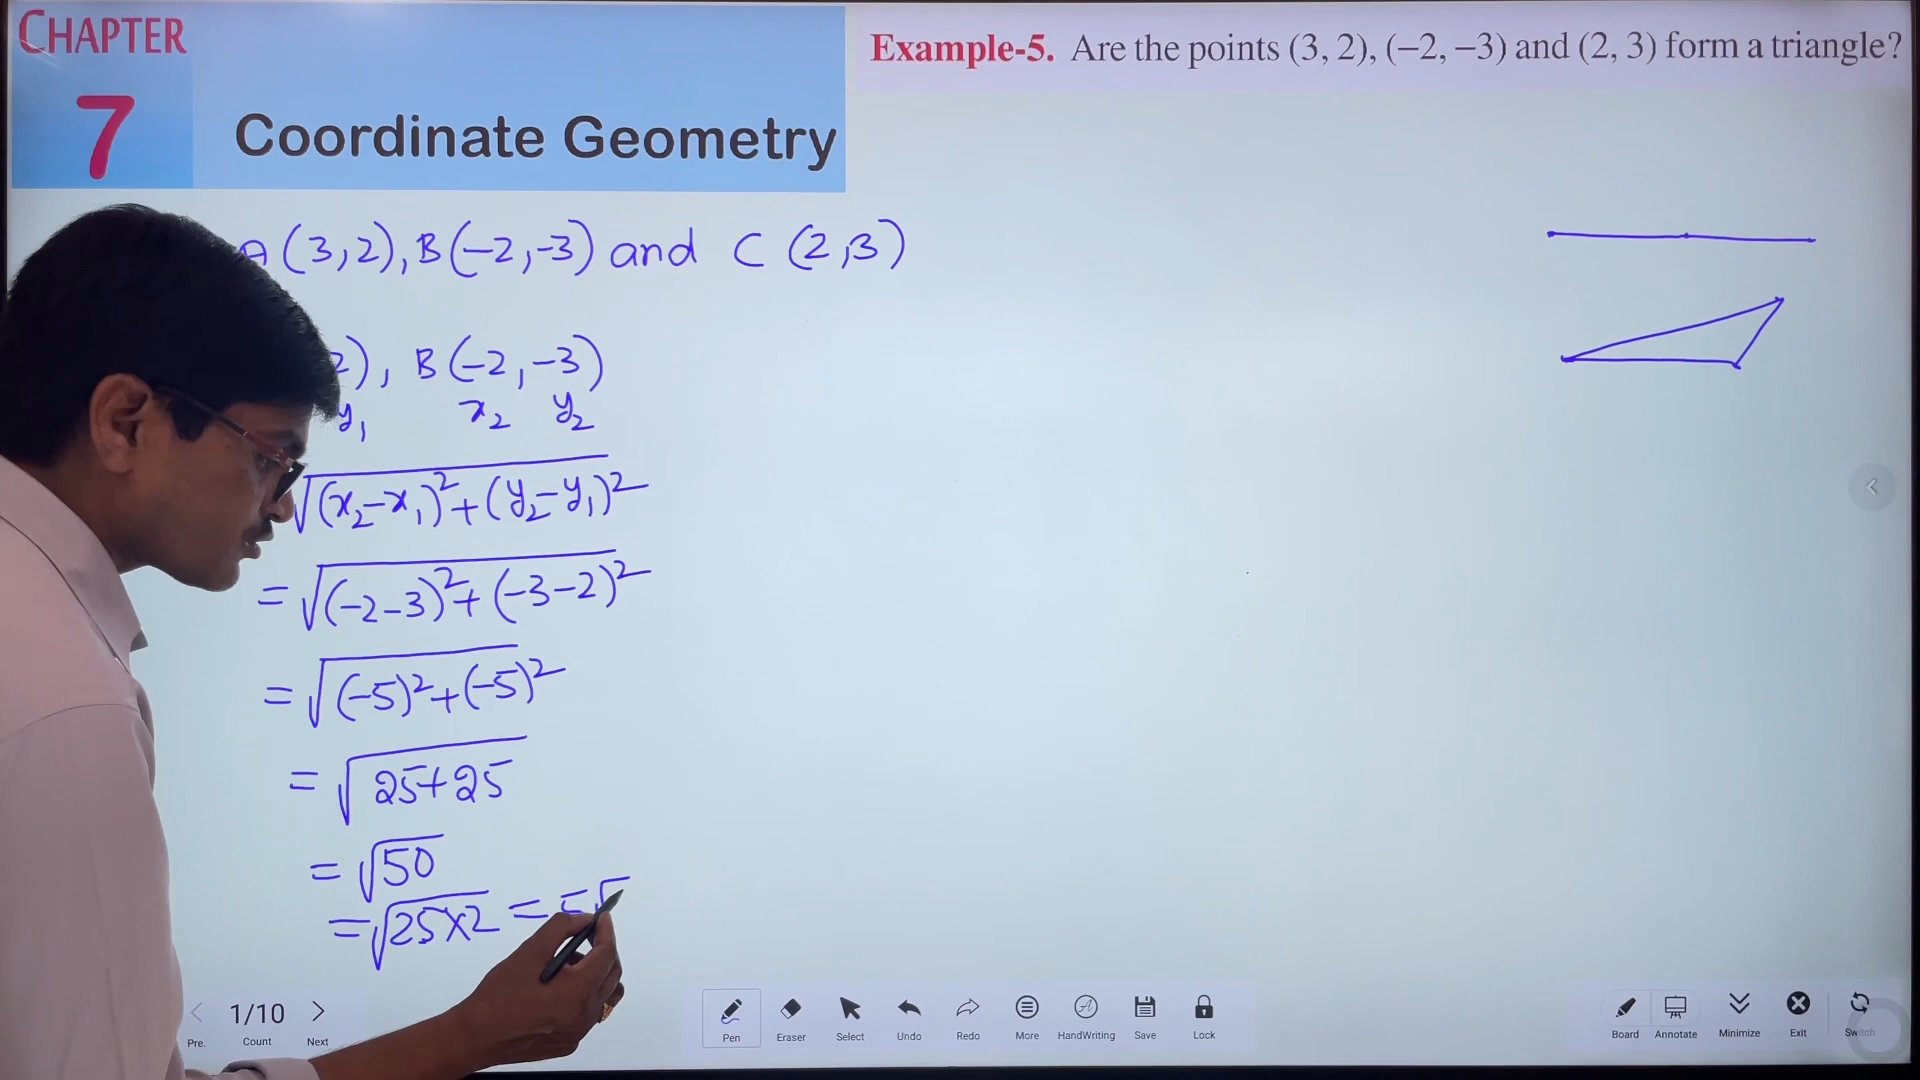 CHAPTER
7
Coordinate Geometry
Example-5. Are the points (3, 2), (−2, −3) and (2, 3) form a triangle?
A (3,2), B(-2,-3) and C (2,3)
2), B(-2,-3)
y₁ x₂ y₂
√(x₂-x₁)²+(y₂-y₁)²
= √(-2-3)²+(-3-2)²
= √(-5)²+(-5)²
= √25+25
= √50
= √25×2 = 5√
< 1/10 >
Pre. Count Next
Pen Eraser Select Undo Redo More HandWriting Save Lock
Board Annotate Minimize Exit Switch